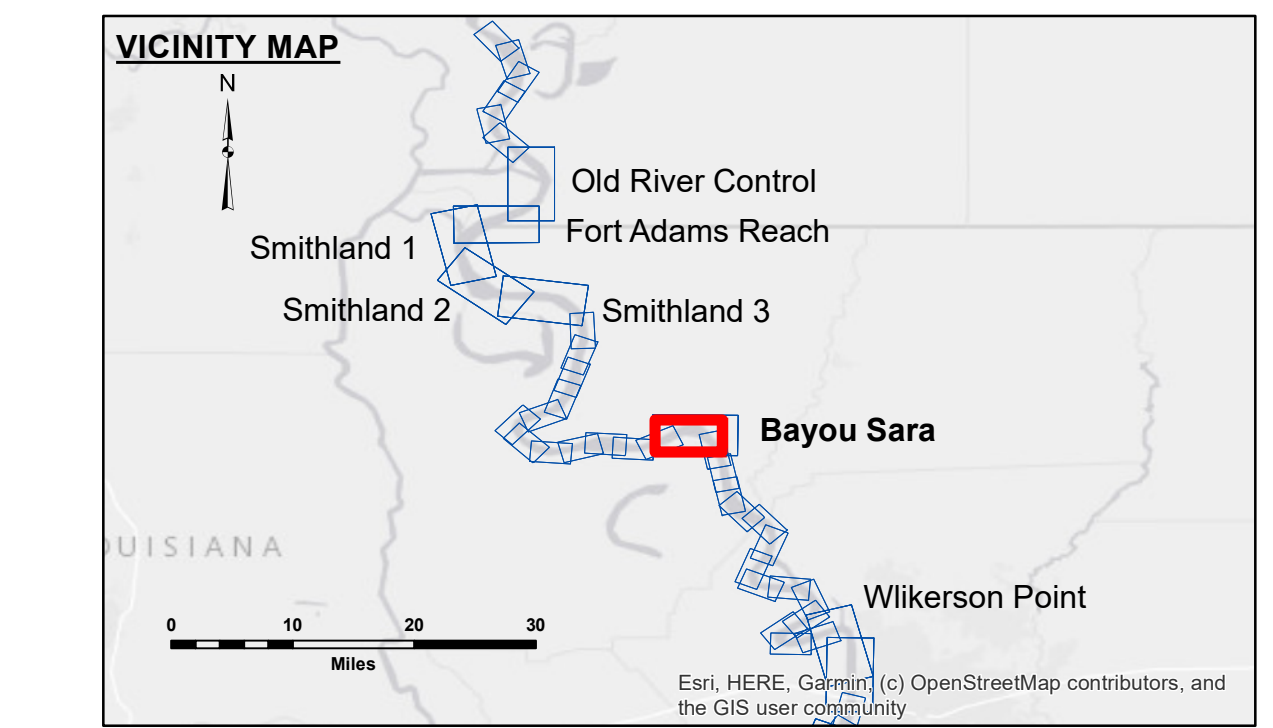 VICINITY MAP
N
Old River Control
Fort Adams Reach
Smithland 1
Smithland 2
Smithland 3
Bayou Sara
OUISIANA
Wlikerson Point
0 10 20 30
Miles
Esri, HERE, Garmin, (c) OpenStreetMap contributors, and
the GIS user community